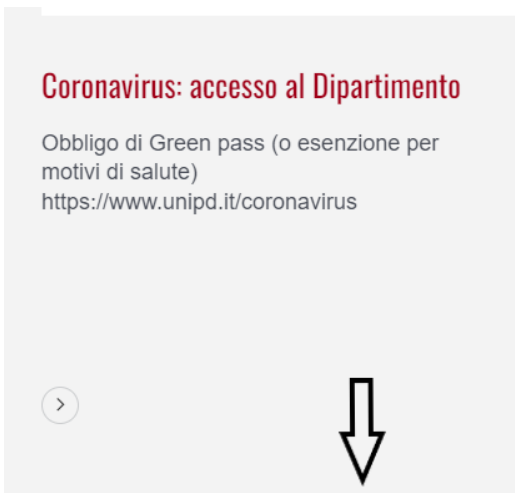 Coronavirus: accesso al Dipartimento
Obbligo di Green pass (o esenzione per
motivi di salute)
https://www.unipd.it/coronavirus